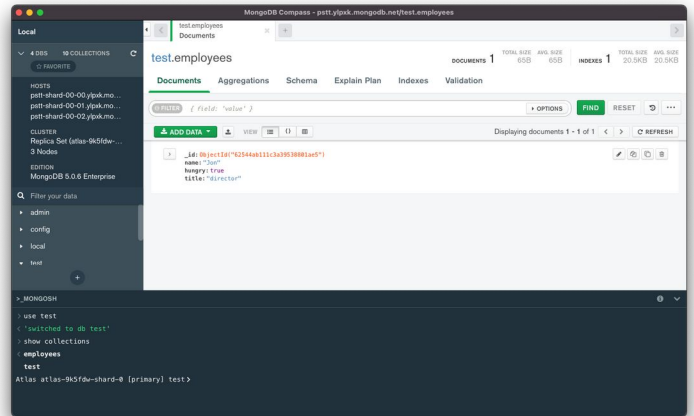 MongoDB Compass - pstt.ylpxk.mongodb.net/test.employees
Local
4 DBS 10 COLLECTIONS
☆ FAVORITE
HOSTS
pstt-shard-00-00.ylpxk.mo...
pstt-shard-00-01.ylpxk.mo...
pstt-shard-00-02.ylpxk.mo...
CLUSTER
Replica Set (atlas-9k5fdw-...
3 Nodes
EDITION
MongoDB 5.0.6 Enterprise
Filter your data
admin
config
local
test
+
test.employees
Documents
× +
test.employees
DOCUMENTS 1 TOTAL SIZE 65B AVG. SIZE 65B INDEXES 1 TOTAL SIZE 20.5KB AVG. SIZE 20.5KB
Documents Aggregations Schema Explain Plan Indexes Validation
FILTER { field: 'value' } OPTIONS FIND RESET ...
ADD DATA VIEW {} Displaying documents 1 - 1 of 1 < > REFRESH
_id: ObjectId("62544ab111c3a39538081ae5")
name: "Jon"
hungry: true
title: "director"
>_MONGOSH
> use test
< 'switched to db test'
> show collections
< employees
test
Atlas atlas-9k5fdw-shard-0 [primary] test>